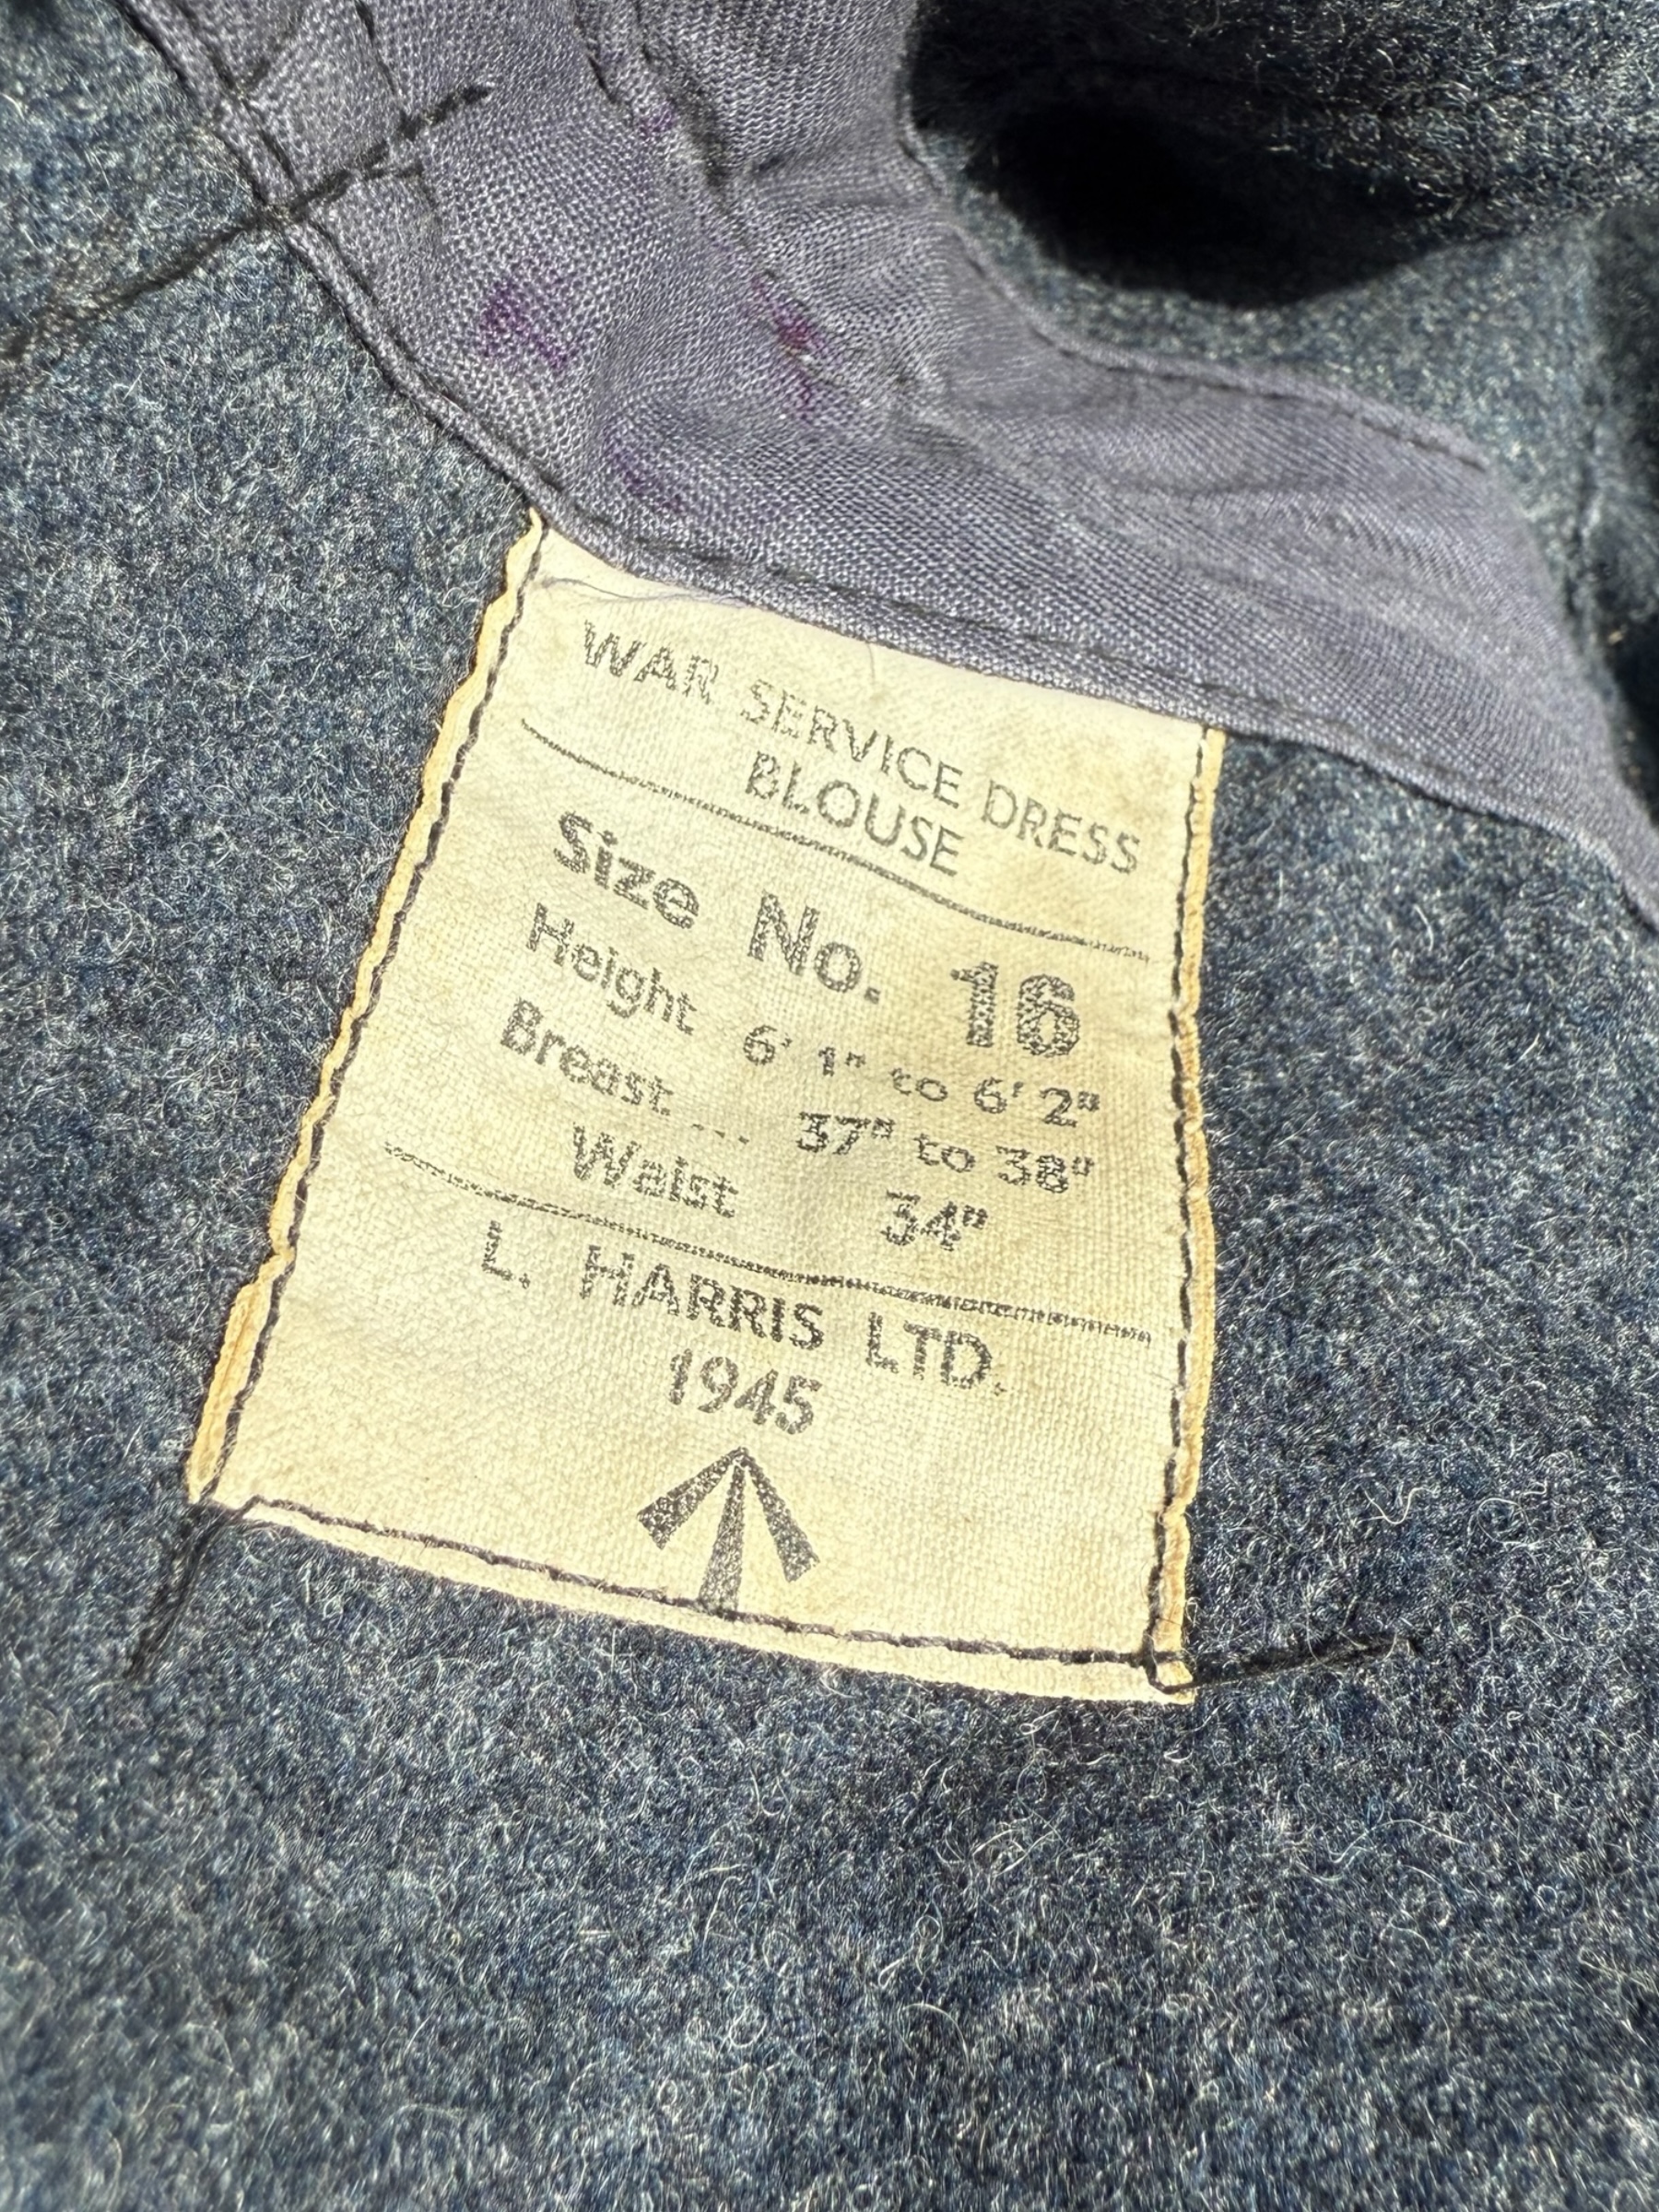 WAR SERVICE DRESS
BLOUSE
Size No. 16
Height 6' 1" to 6' 2"
Breast ... 37" to 38"
Waist 34"
L. HARRIS LTD.
1945